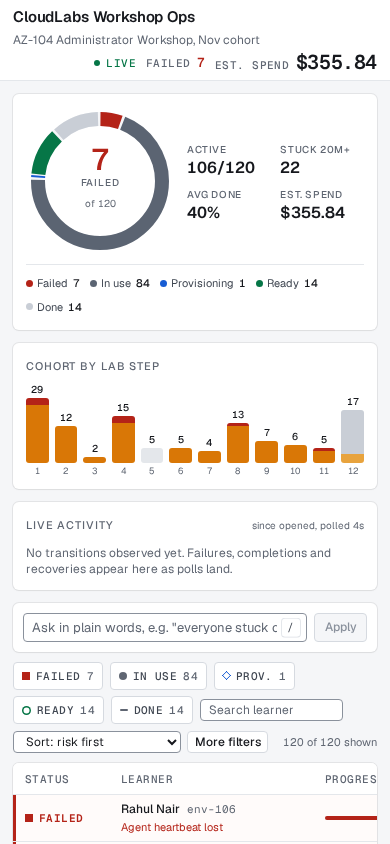 CloudLabs Workshop Ops
AZ-104 Administrator Workshop, Nov cohort
LIVE FAILED 7 EST. SPEND $355.84
7
FAILED
of 120
ACTIVE
106/120
STUCK 20M+
22
AVG DONE
40%
EST. SPEND
$355.84
Failed 7 In use 84 Provisioning 1 Ready 14
Done 14
COHORT BY LAB STEP
29 12 2 15 5 5 4 13 7 6 5 17
1 2 3 4 5 6 7 8 9 10 11 12
LIVE ACTIVITY since opened, polled 4s
No transitions observed yet. Failures, completions and
recoveries appear here as polls land.
Ask in plain words, e.g. "everyone stuck c / Apply
FAILED 7 IN USE 84 PROV. 1
READY 14 DONE 14 Search learner
Sort: risk first More filters 120 of 120 shown
STATUS LEARNER PROGRES
FAILED Rahul Nair env-106
Agent heartbeat lost